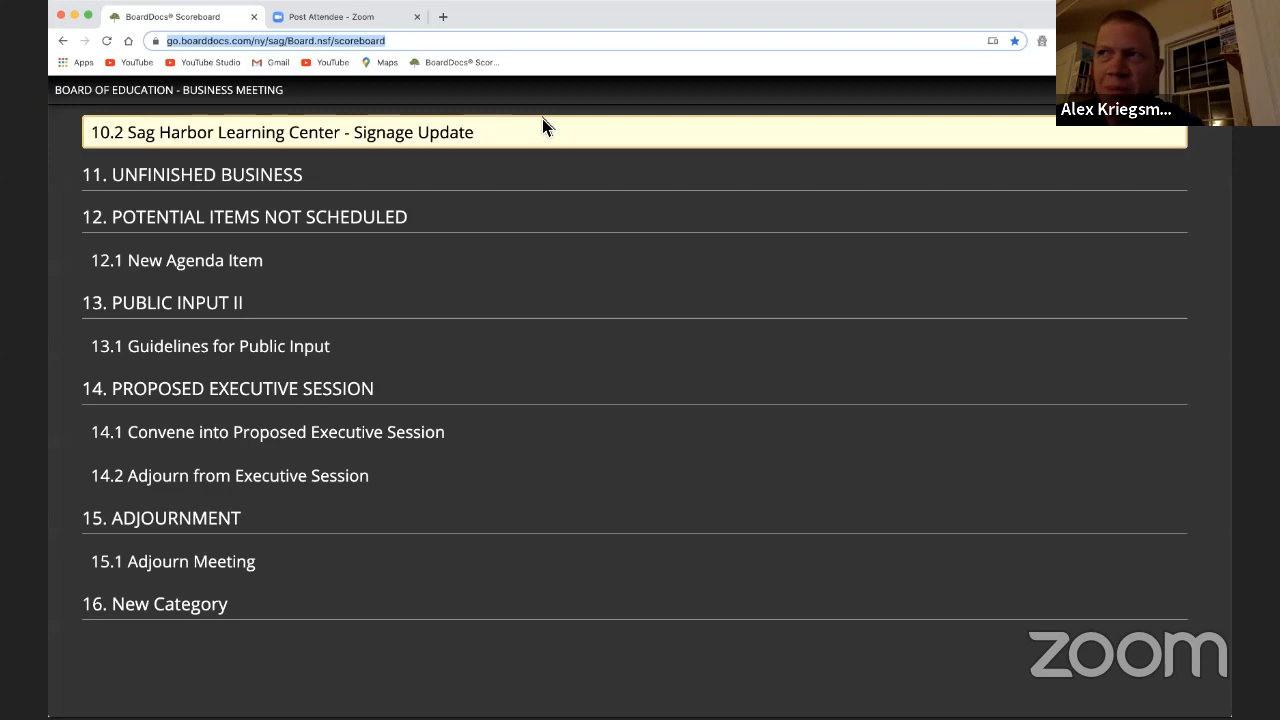 BoardDocs® Scoreboard
Post Attendee - Zoom
go.boarddocs.com/ny/sag/Board.nsf/scoreboard
Apps YouTube YouTube Studio Gmail YouTube Maps BoardDocs® Scor...
BOARD OF EDUCATION - BUSINESS MEETING
Alex Kriegsm...
10.2 Sag Harbor Learning Center - Signage Update
11. UNFINISHED BUSINESS
12. POTENTIAL ITEMS NOT SCHEDULED
12.1 New Agenda Item
13. PUBLIC INPUT II
13.1 Guidelines for Public Input
14. PROPOSED EXECUTIVE SESSION
14.1 Convene into Proposed Executive Session
14.2 Adjourn from Executive Session
15. ADJOURNMENT
15.1 Adjourn Meeting
16. New Category
zoom